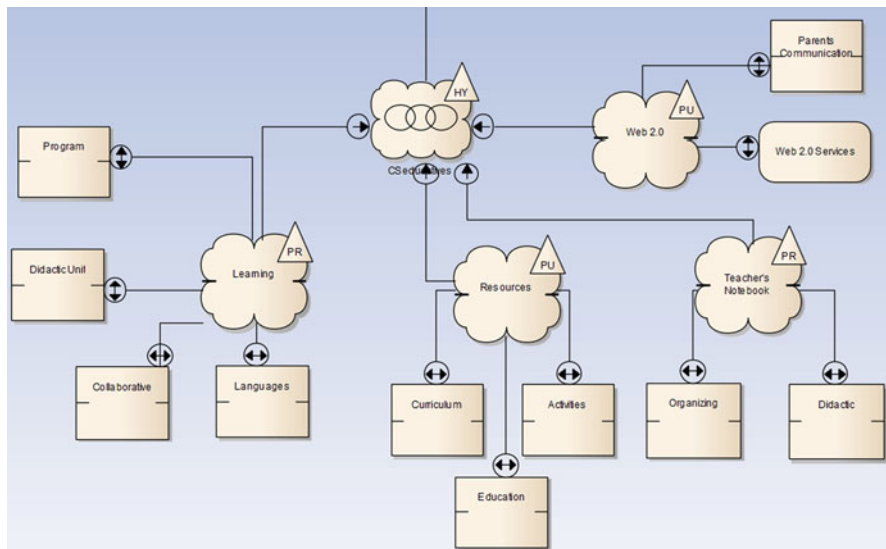 Parents
Communication
HY
PU
Web 2.0
Web 2.0 Services
Program
PR
Learning
Didactic Unit
PU
Resources
PR
Teacher's
Notebook
Collaborative
Languages
Curriculum
Activities
Organizing
Didactic
Education